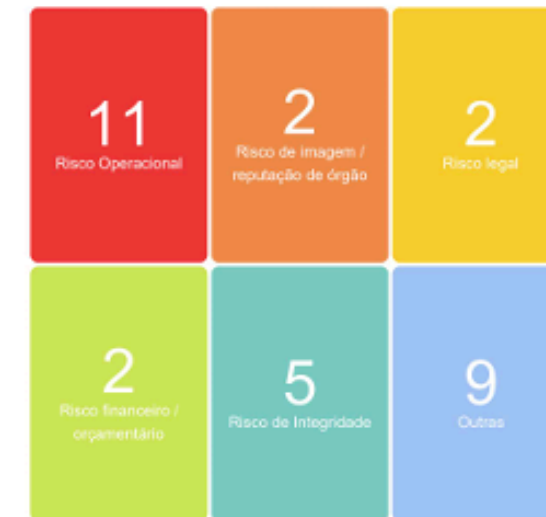 11
Risco Operacional
2
Risco de imagem /
reputação de órgão
2
Risco legal
2
Risco financeiro /
orçamentário
5
Risco de Integridade
9
Outras